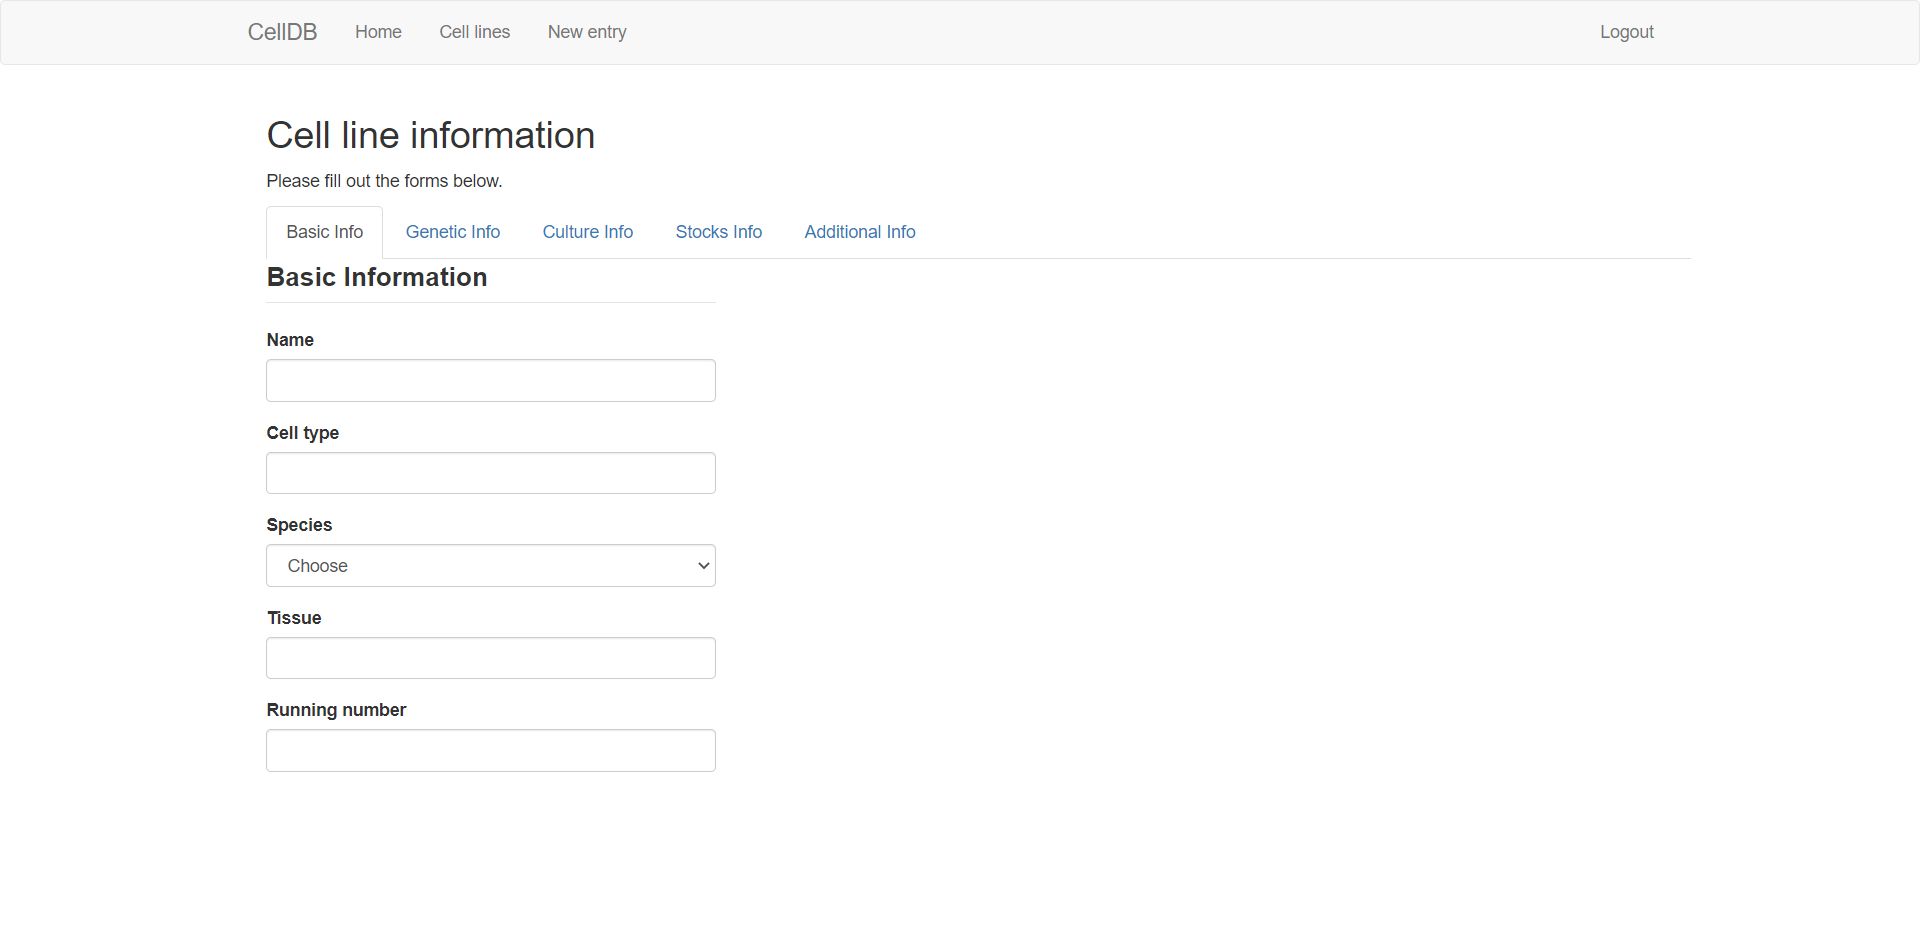 CellDB Home Cell lines New entry Logout
Cell line information
Please fill out the forms below.
Basic Info Genetic Info Culture Info Stocks Info Additional Info
Basic Information
Name
Cell type
Species
Choose
Tissue
Running number